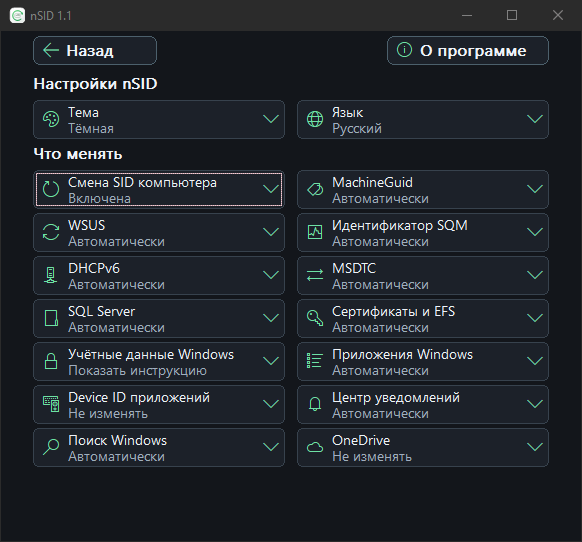 nSID 1.1
Назад
О программе
Настройки nSID
Тема
Тёмная
Язык
Русский
Что менять
Смена SID компьютера
Включена
MachineGuid
Автоматически
WSUS
Автоматически
Идентификатор SQM
Автоматически
DHCPv6
Автоматически
MSDTC
Автоматически
SQL Server
Автоматически
Сертификаты и EFS
Автоматически
Учётные данные Windows
Показать инструкцию
Приложения Windows
Автоматически
Device ID приложений
Не изменять
Центр уведомлений
Автоматически
Поиск Windows
Автоматически
OneDrive
Не изменять